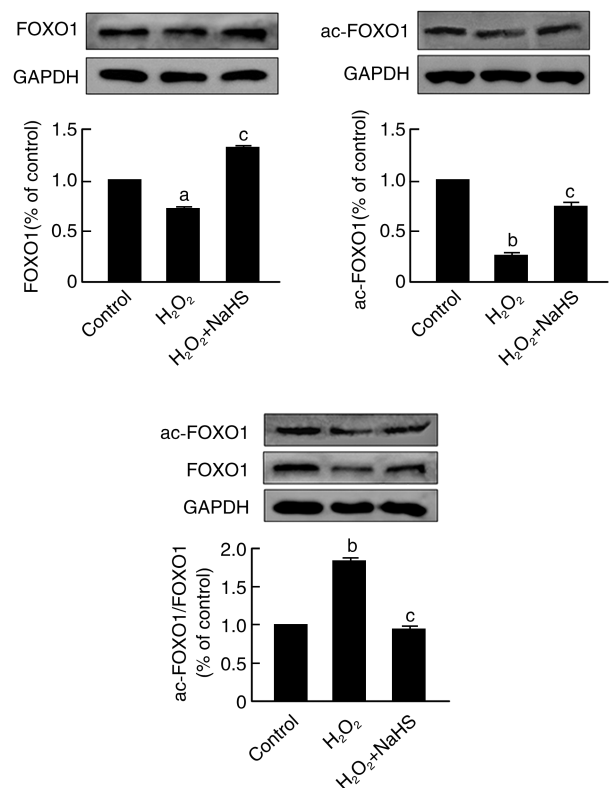 FOXO1
GAPDH
FOXO1(% of control)
1.5
1.0
0.5
0
a
c
Control
H₂O₂
H₂O₂+NaHS
ac-FOXO1
GAPDH
ac-FOXO1(% of control)
1.5
1.0
0.5
0
b
c
Control
H₂O₂
H₂O₂+NaHS
ac-FOXO1
FOXO1
GAPDH
ac-FOXO1/FOXO1
(% of control)
2.0
1.5
1.0
0.5
0
b
c
Control
H₂O₂
H₂O₂+NaHS